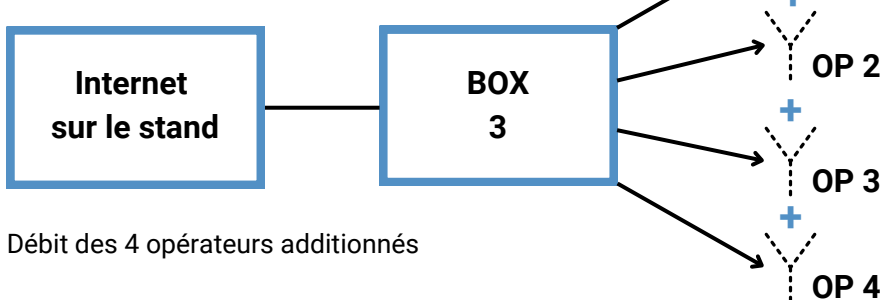 Internet
sur le stand
BOX
3
+
OP 2
+
OP 3
+
OP 4
Débit des 4 opérateurs additionnés